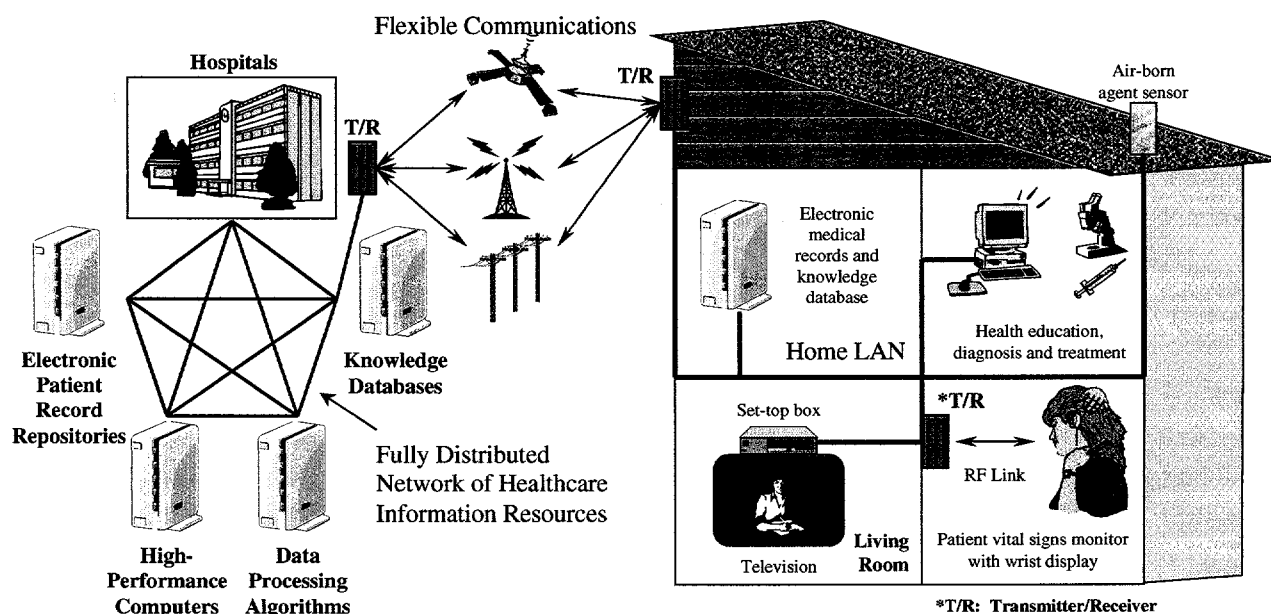 Flexible Communications
Hospitals
T/R
T/R
Air-born
agent sensor
Electronic
medical
records and
knowledge
database
Health education,
diagnosis and treatment
Home LAN
Electronic
Patient
Record
Repositories
Knowledge
Databases
High-
Performance
Computers
Data
Processing
Algorithms
Fully Distributed
Network of Healthcare
Information Resources
Set-top box
Television
Living
Room
*T/R
RF Link
Patient vital signs monitor
with wrist display
*T/R: Transmitter/Receiver